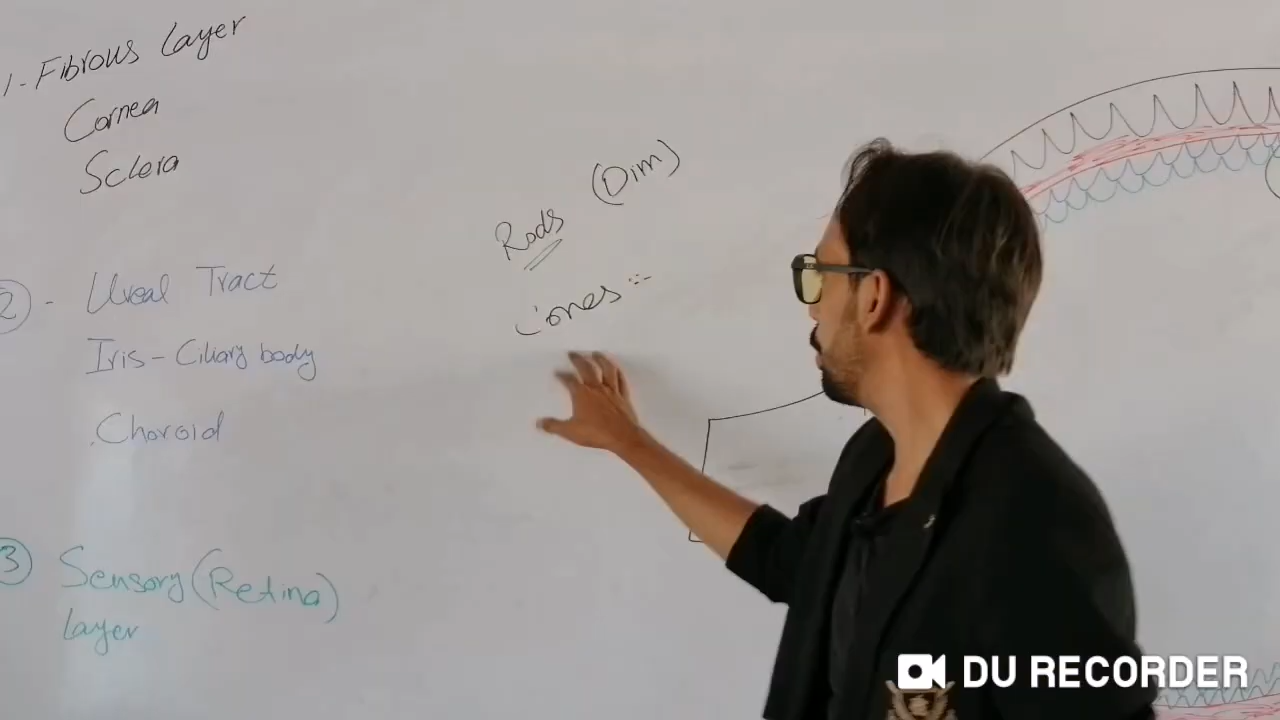 1- Fibrous Layer
Cornea
Sclera
2 - Uveal Tract
Iris - Ciliary body
Choroid
3 Sensory (Retina)
layer
Rods (Dim)
Cones :-
DU RECORDER